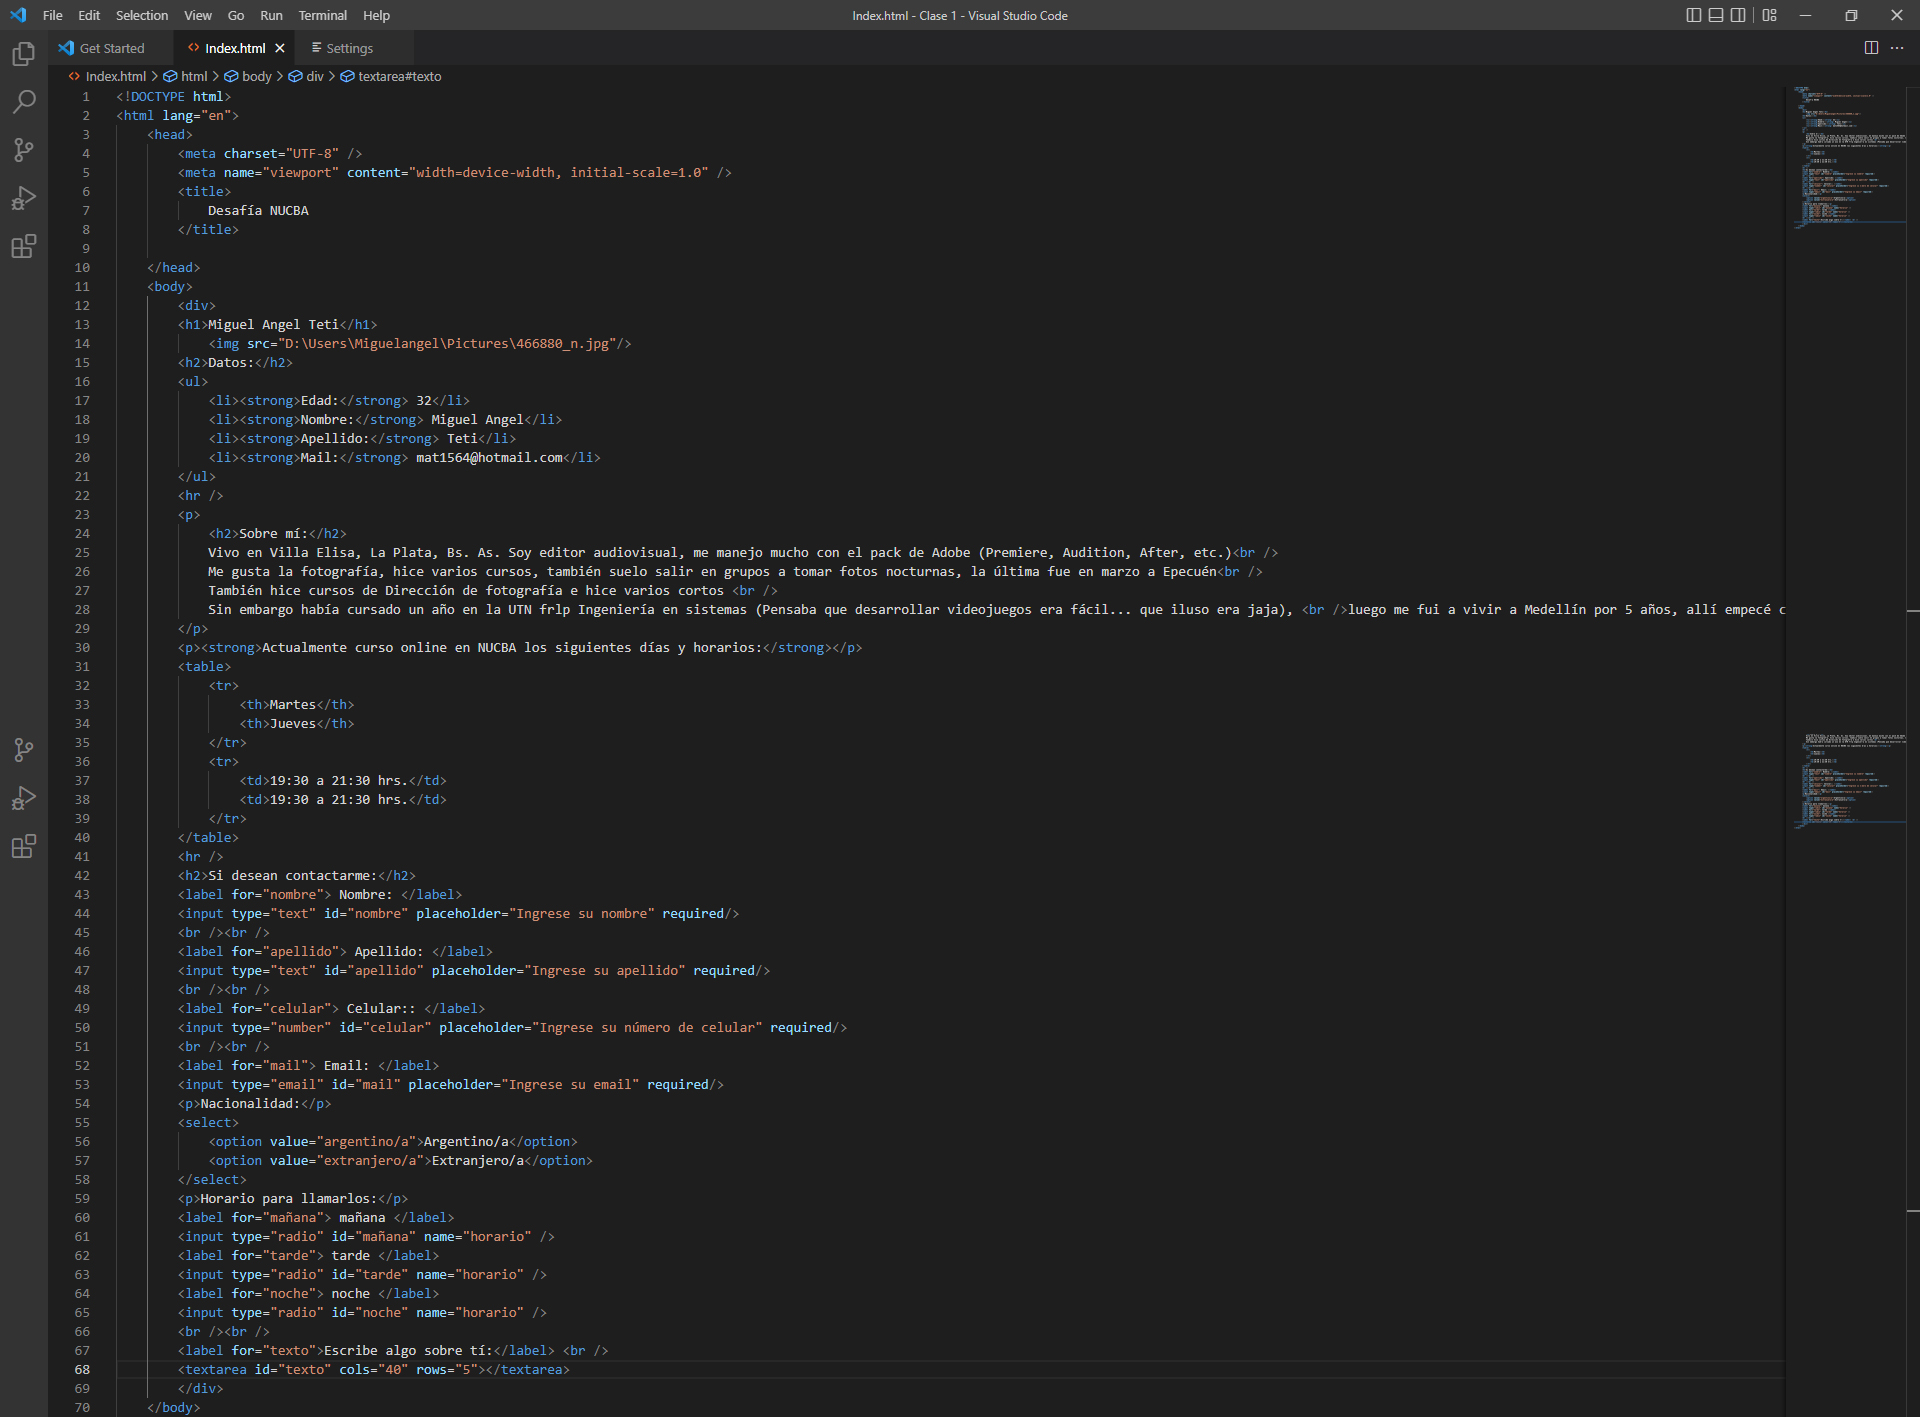 File Edit Selection View Go Run Terminal Help
Index.html - Clase 1 - Visual Studio Code
Get Started
Index.html
Settings
Index.html > html > body > div > textarea#texto
1 <!DOCTYPE html>
2 <html lang="en">
3 <head>
4 <meta charset="UTF-8" />
5 <meta name="viewport" content="width=device-width, initial-scale=1.0" />
6 <title>
7 Desafía NUCBA
8 </title>
9
10 </head>
11 <body>
12 <div>
13 <h1>Miguel Angel Teti</h1>
14 <img src="D:\Users\Miguelangel\Pictures\466880_n.jpg"/>
15 <h2>Datos:</h2>
16 <ul>
17 <li><strong>Edad:</strong> 32</li>
18 <li><strong>Nombre:</strong> Miguel Angel</li>
19 <li><strong>Apellido:</strong> Teti</li>
20 <li><strong>Mail:</strong> mat1564@hotmail.com</li>
21 </ul>
22 <hr />
23 <p>
24 <h2>Sobre mí:</h2>
25 Vivo en Villa Elisa, La Plata, Bs. As. Soy editor audiovisual, me manejo mucho con el pack de Adobe (Premiere, Audition, After, etc.)<br />
26 Me gusta la fotografía, hice varios cursos, también suelo salir en grupos a tomar fotos nocturnas, la última fue en marzo a Epecuén<br />
27 También hice cursos de Dirección de fotografía e hice varios cortos <br />
28 Sin embargo había cursado un año en la UTN frlp Ingeniería en sistemas (Pensaba que desarrollar videojuegos era fácil... que iluso era jaja), <br />luego me fui a vivir a Medellín por 5 años, allí empecé c
29 </p>
30 <p><strong>Actualmente curso online en NUCBA los siguientes días y horarios:</strong></p>
31 <table>
32 <tr>
33 <th>Martes</th>
34 <th>Jueves</th>
35 </tr>
36 <tr>
37 <td>19:30 a 21:30 hrs.</td>
38 <td>19:30 a 21:30 hrs.</td>
39 </tr>
40 </table>
41 <hr />
42 <h2>Si desean contactarme:</h2>
43 <label for="nombre"> Nombre: </label>
44 <input type="text" id="nombre" placeholder="Ingrese su nombre" required/>
45 <br /><br />
46 <label for="apellido"> Apellido: </label>
47 <input type="text" id="apellido" placeholder="Ingrese su apellido" required/>
48 <br /><br />
49 <label for="celular"> Celular:: </label>
50 <input type="number" id="celular" placeholder="Ingrese su número de celular" required/>
51 <br /><br />
52 <label for="mail"> Email: </label>
53 <input type="email" id="mail" placeholder="Ingrese su email" required/>
54 <p>Nacionalidad:</p>
55 <select>
56 <option value="argentino/a">Argentino/a</option>
57 <option value="extranjero/a">Extranjero/a</option>
58 </select>
59 <p>Horario para llamarlos:</p>
60 <label for="mañana"> mañana </label>
61 <input type="radio" id="mañana" name="horario" />
62 <label for="tarde"> tarde </label>
63 <input type="radio" id="tarde" name="horario" />
64 <label for="noche"> noche </label>
65 <input type="radio" id="noche" name="horario" />
66 <br /><br />
67 <label for="texto">Escribe algo sobre tí:</label> <br />
68 <textarea id="texto" cols="40" rows="5"></textarea>
69 </div>
70 </body>